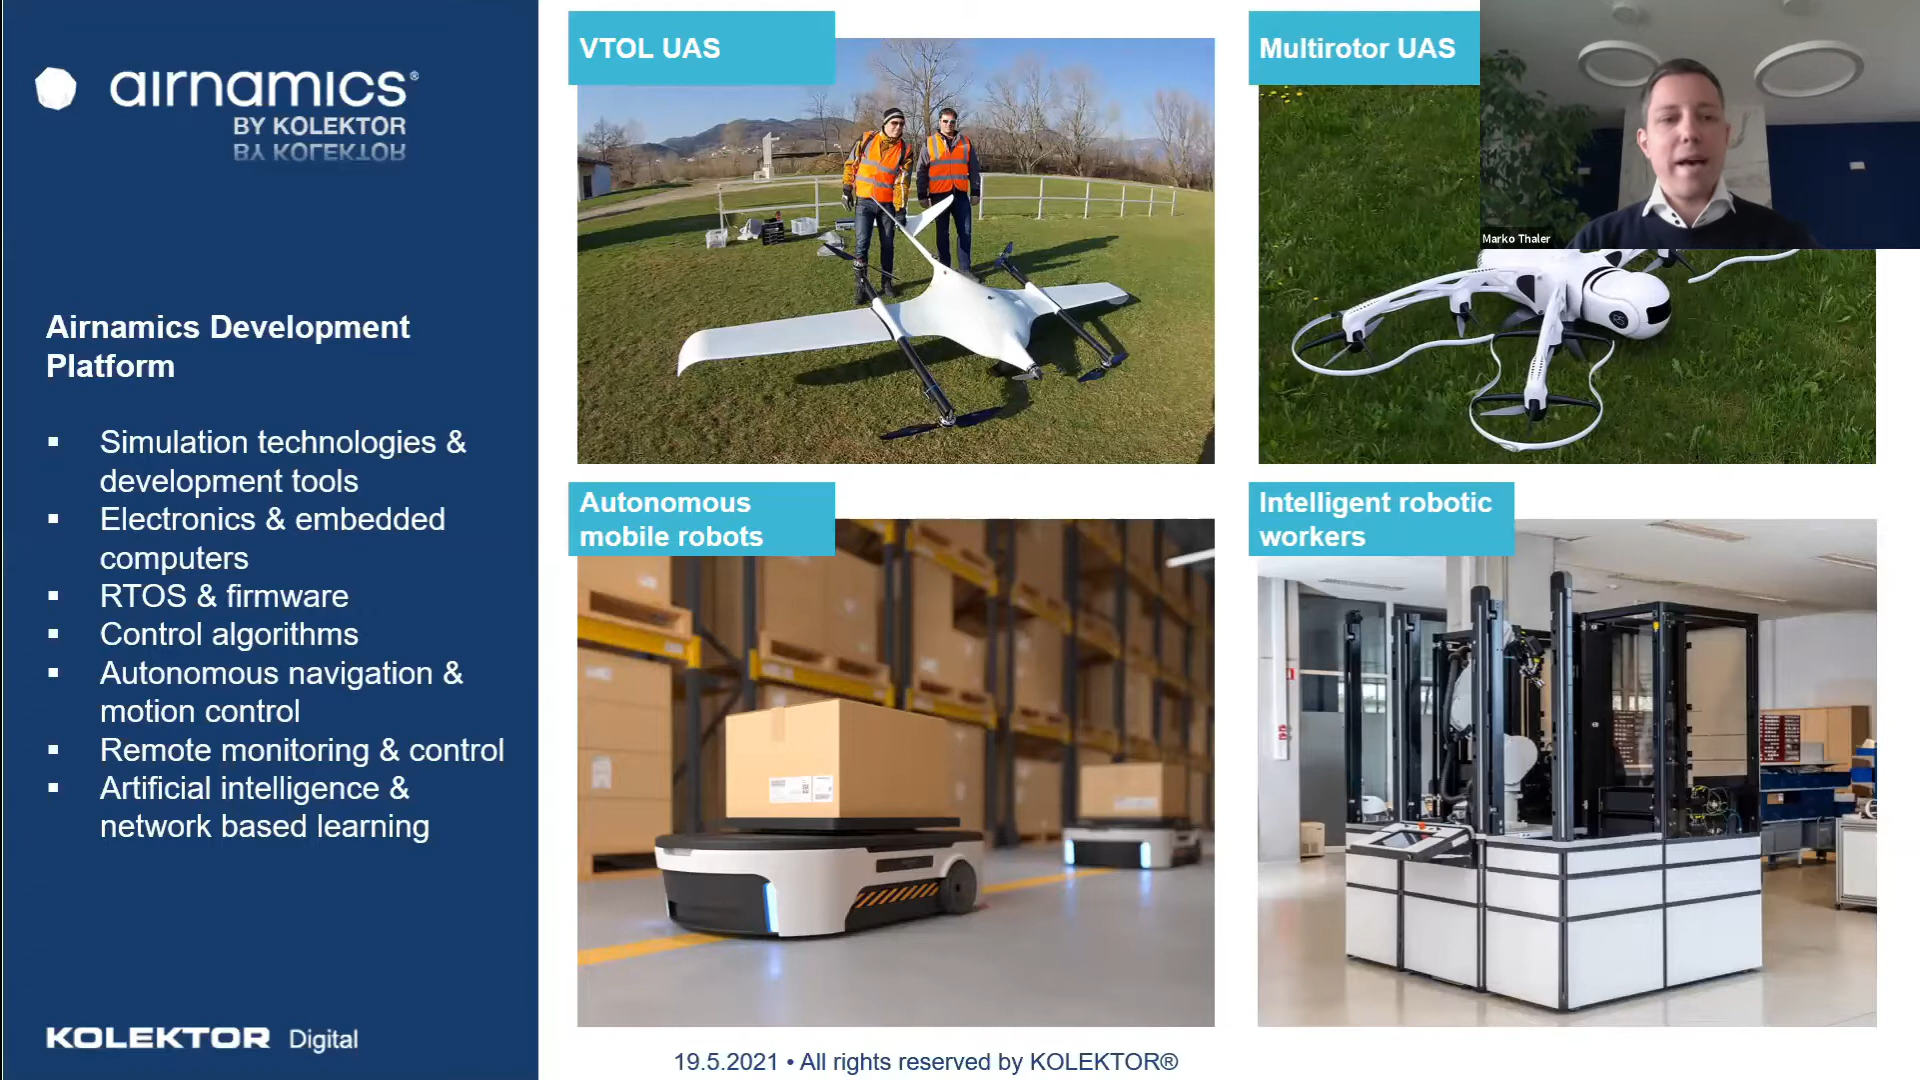 airnamics®
BY KOLEKTOR
Airnamics Development
Platform
▪ Simulation technologies &
development tools
▪ Electronics & embedded
computers
▪ RTOS & firmware
▪ Control algorithms
▪ Autonomous navigation &
motion control
▪ Remote monitoring & control
▪ Artificial intelligence &
network based learning
KOLEKTOR Digital
VTOL UAS
Multirotor UAS
Marko Thaler
Autonomous
mobile robots
Intelligent robotic
workers
19.5.2021 • All rights reserved by KOLEKTOR®